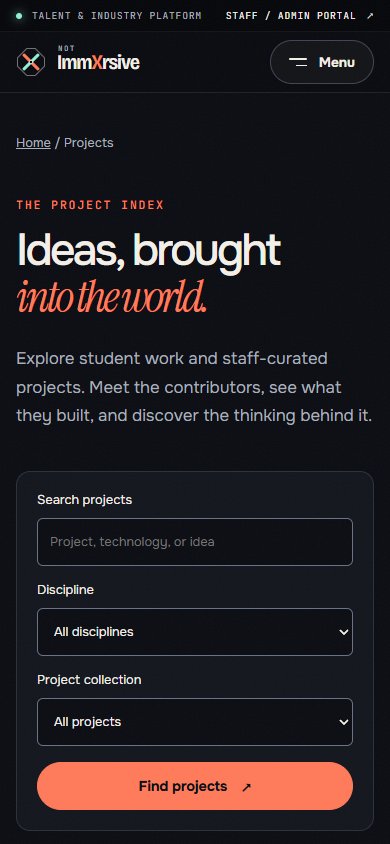 TALENT & INDUSTRY PLATFORM
STAFF / ADMIN PORTAL ↗
NOT
ImmXrsive
Menu
Home / Projects
THE PROJECT INDEX
Ideas, brought
into the world.
Explore student work and staff-curated
projects. Meet the contributors, see what
they built, and discover the thinking behind it.
Search projects
Project, technology, or idea
Discipline
All disciplines
Project collection
All projects
Find projects ↗